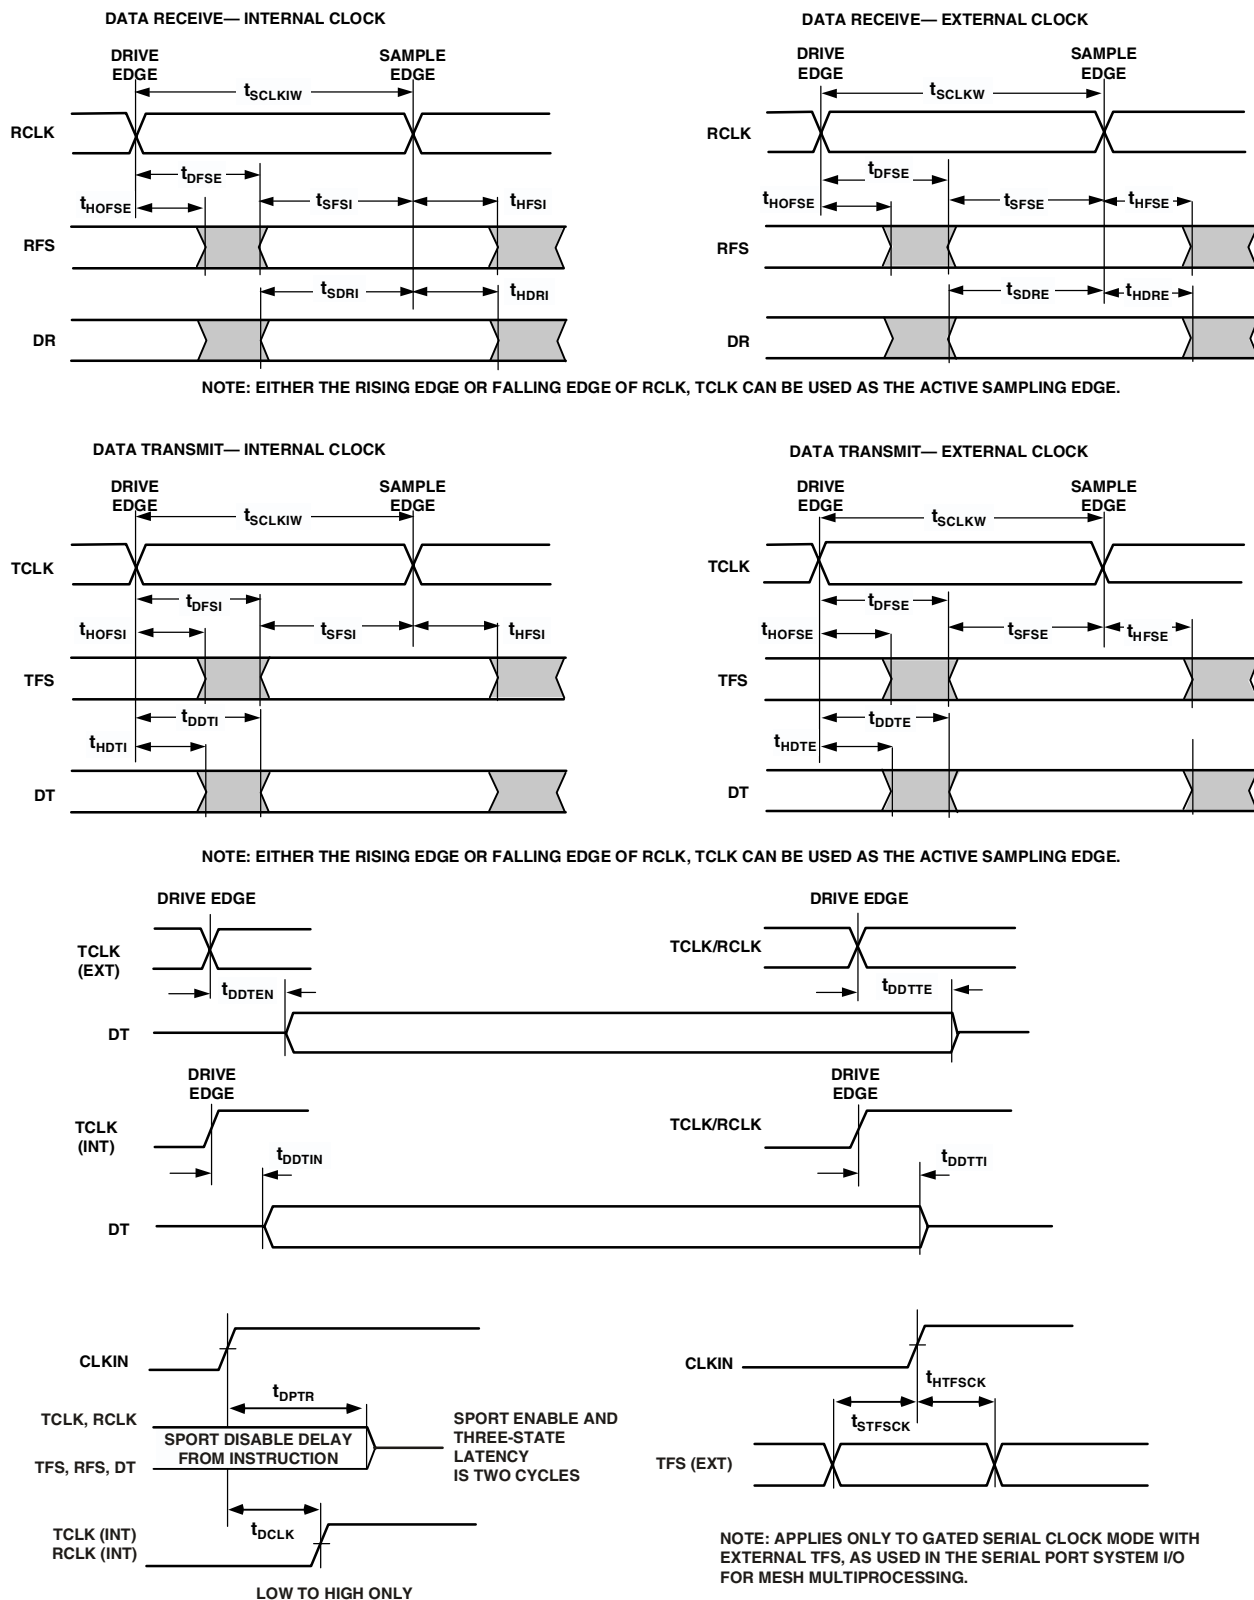 DATA RECEIVE— INTERNAL CLOCK
DRIVE
EDGE
SAMPLE
EDGE
tSCLKIW
RCLK
tDFSE
tHOFSE
tSFSI
tHFSI
RFS
tSDRI
tHDRI
DR
DATA RECEIVE— EXTERNAL CLOCK
DRIVE
EDGE
SAMPLE
EDGE
tSCLKW
RCLK
tDFSE
tHOFSE
tSFSE
tHFSE
RFS
tSDRE
tHDRE
DR
NOTE: EITHER THE RISING EDGE OR FALLING EDGE OF RCLK, TCLK CAN BE USED AS THE ACTIVE SAMPLING EDGE.
DATA TRANSMIT— INTERNAL CLOCK
DRIVE
EDGE
SAMPLE
EDGE
tSCLKIW
TCLK
tDFSI
tHOFSI
tSFSI
tHFSI
TFS
tDDTI
tHDTI
DT
DATA TRANSMIT— EXTERNAL CLOCK
DRIVE
EDGE
SAMPLE
EDGE
tSCLKW
TCLK
tDFSE
tHOFSE
tSFSE
tHFSE
TFS
tDDTE
tHDTE
DT
NOTE: EITHER THE RISING EDGE OR FALLING EDGE OF RCLK, TCLK CAN BE USED AS THE ACTIVE SAMPLING EDGE.
DRIVE EDGE
DRIVE EDGE
TCLK
(EXT)
TCLK/RCLK
tDDTEN
tDDTTE
DT
DRIVE
EDGE
DRIVE
EDGE
TCLK
(INT)
TCLK/RCLK
tDDTIN
tDDTTI
DT
CLKIN
tDPTR
TCLK, RCLK
SPORT DISABLE DELAY
FROM INSTRUCTION
TFS, RFS, DT
SPORT ENABLE AND
THREE-STATE
LATENCY
IS TWO CYCLES
tDCLK
TCLK (INT)
RCLK (INT)
LOW TO HIGH ONLY
CLKIN
tHTFSCK
tSTFSCK
TFS (EXT)
NOTE: APPLIES ONLY TO GATED SERIAL CLOCK MODE WITH
EXTERNAL TFS, AS USED IN THE SERIAL PORT SYSTEM I/O
FOR MESH MULTIPROCESSING.